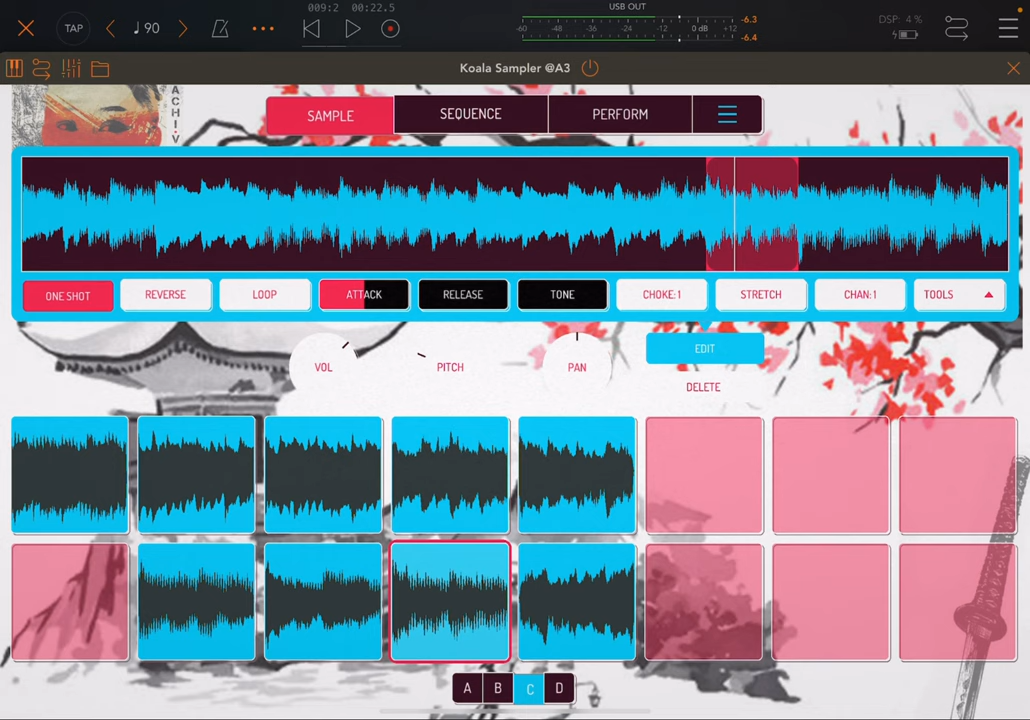 009:2 00:22.5
USB OUT
TAP
♩ 90
-60 -48 -36 -24 -12 0 dB +12
-6.3
-6.4
DSP: 4 %
Koala Sampler @A3
ACHI·V
SAMPLE SEQUENCE PERFORM
ONE SHOT REVERSE LOOP ATTACK RELEASE TONE CHOKE: 1 STRETCH CHAN: 1 TOOLS
VOL PITCH PAN EDIT
DELETE
A B C D